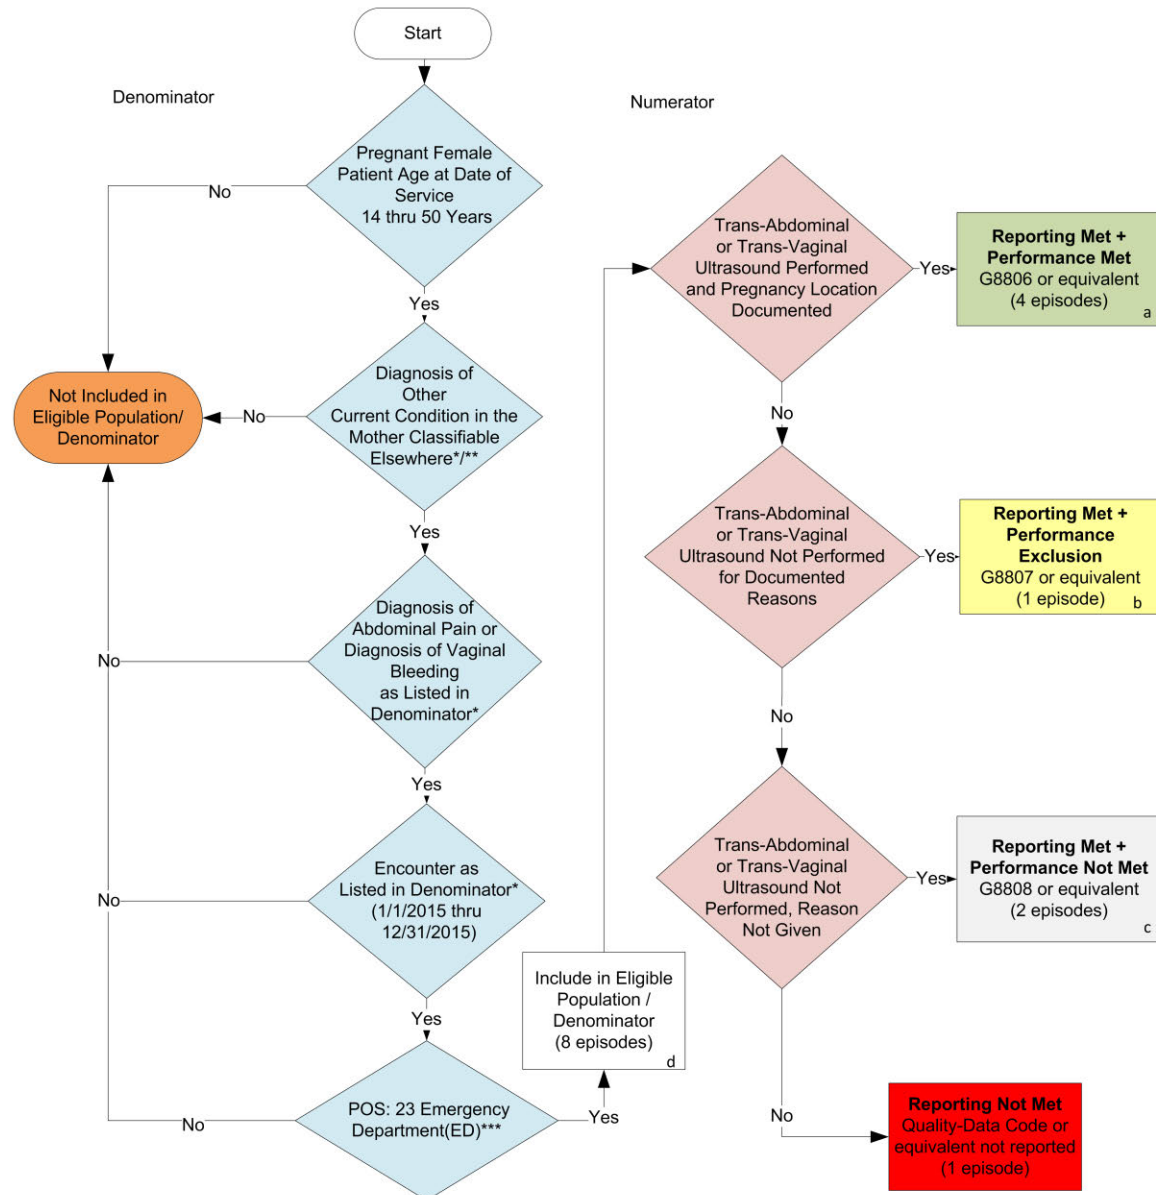 Start
Denominator
Pregnant Female
Patient Age at Date of
Service
14 thru 50 Years
No
Yes
Not Included in
Eligible Population/
Denominator
No
Diagnosis of
Other
Current Condition in the
Mother Classifiable
Elsewhere*/**
Yes
Diagnosis of
Abdominal Pain or
Diagnosis of Vaginal
Bleeding
as Listed in
Denominator*
No
Yes
Encounter as
Listed in Denominator*
(1/1/2015 thru
12/31/2015)
No
Yes
POS: 23 Emergency
Department(ED)***
No
Yes
Include in Eligible
Population /
Denominator
(8 episodes)
d
Numerator
Trans-Abdominal
or Trans-Vaginal
Ultrasound Performed
and Pregnancy Location
Documented
Yes
Reporting Met +
Performance Met
G8806 or equivalent
(4 episodes)
a
No
Trans-Abdominal
or Trans-Vaginal
Ultrasound Not Performed
for Documented
Reasons
Yes
Reporting Met +
Performance
Exclusion
G8807 or equivalent
(1 episode)
b
No
Trans-Abdominal
or Trans-Vaginal
Ultrasound Not
Performed, Reason
Not Given
Yes
Reporting Met +
Performance Not Met
G8808 or equivalent
(2 episodes)
c
No
Reporting Not Met
Quality-Data Code or
equivalent not reported
(1 episode)